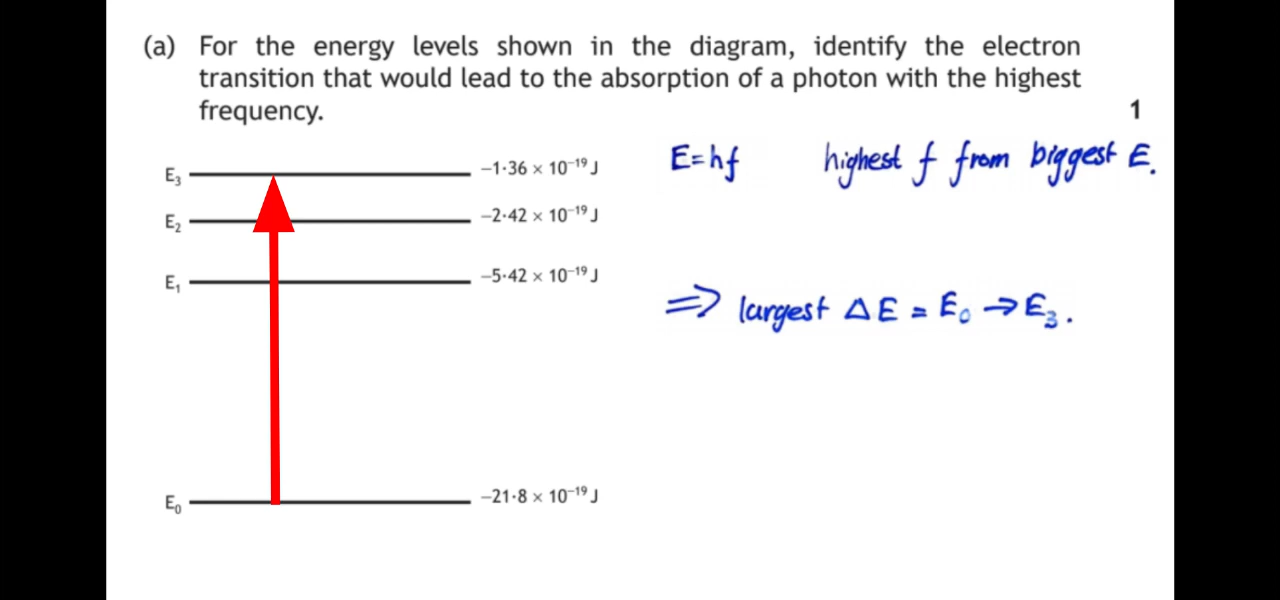 (a) For the energy levels shown in the diagram, identify the electron
transition that would lead to the absorption of a photon with the highest
frequency.
1
E₃ −1·36 × 10⁻¹⁹ J
E=hf highest f from biggest E.
E₂ −2·42 × 10⁻¹⁹ J
E₁ −5·42 × 10⁻¹⁹ J
⇒ largest ΔE = E₀ → E₃.
E₀ −21·8 × 10⁻¹⁹ J